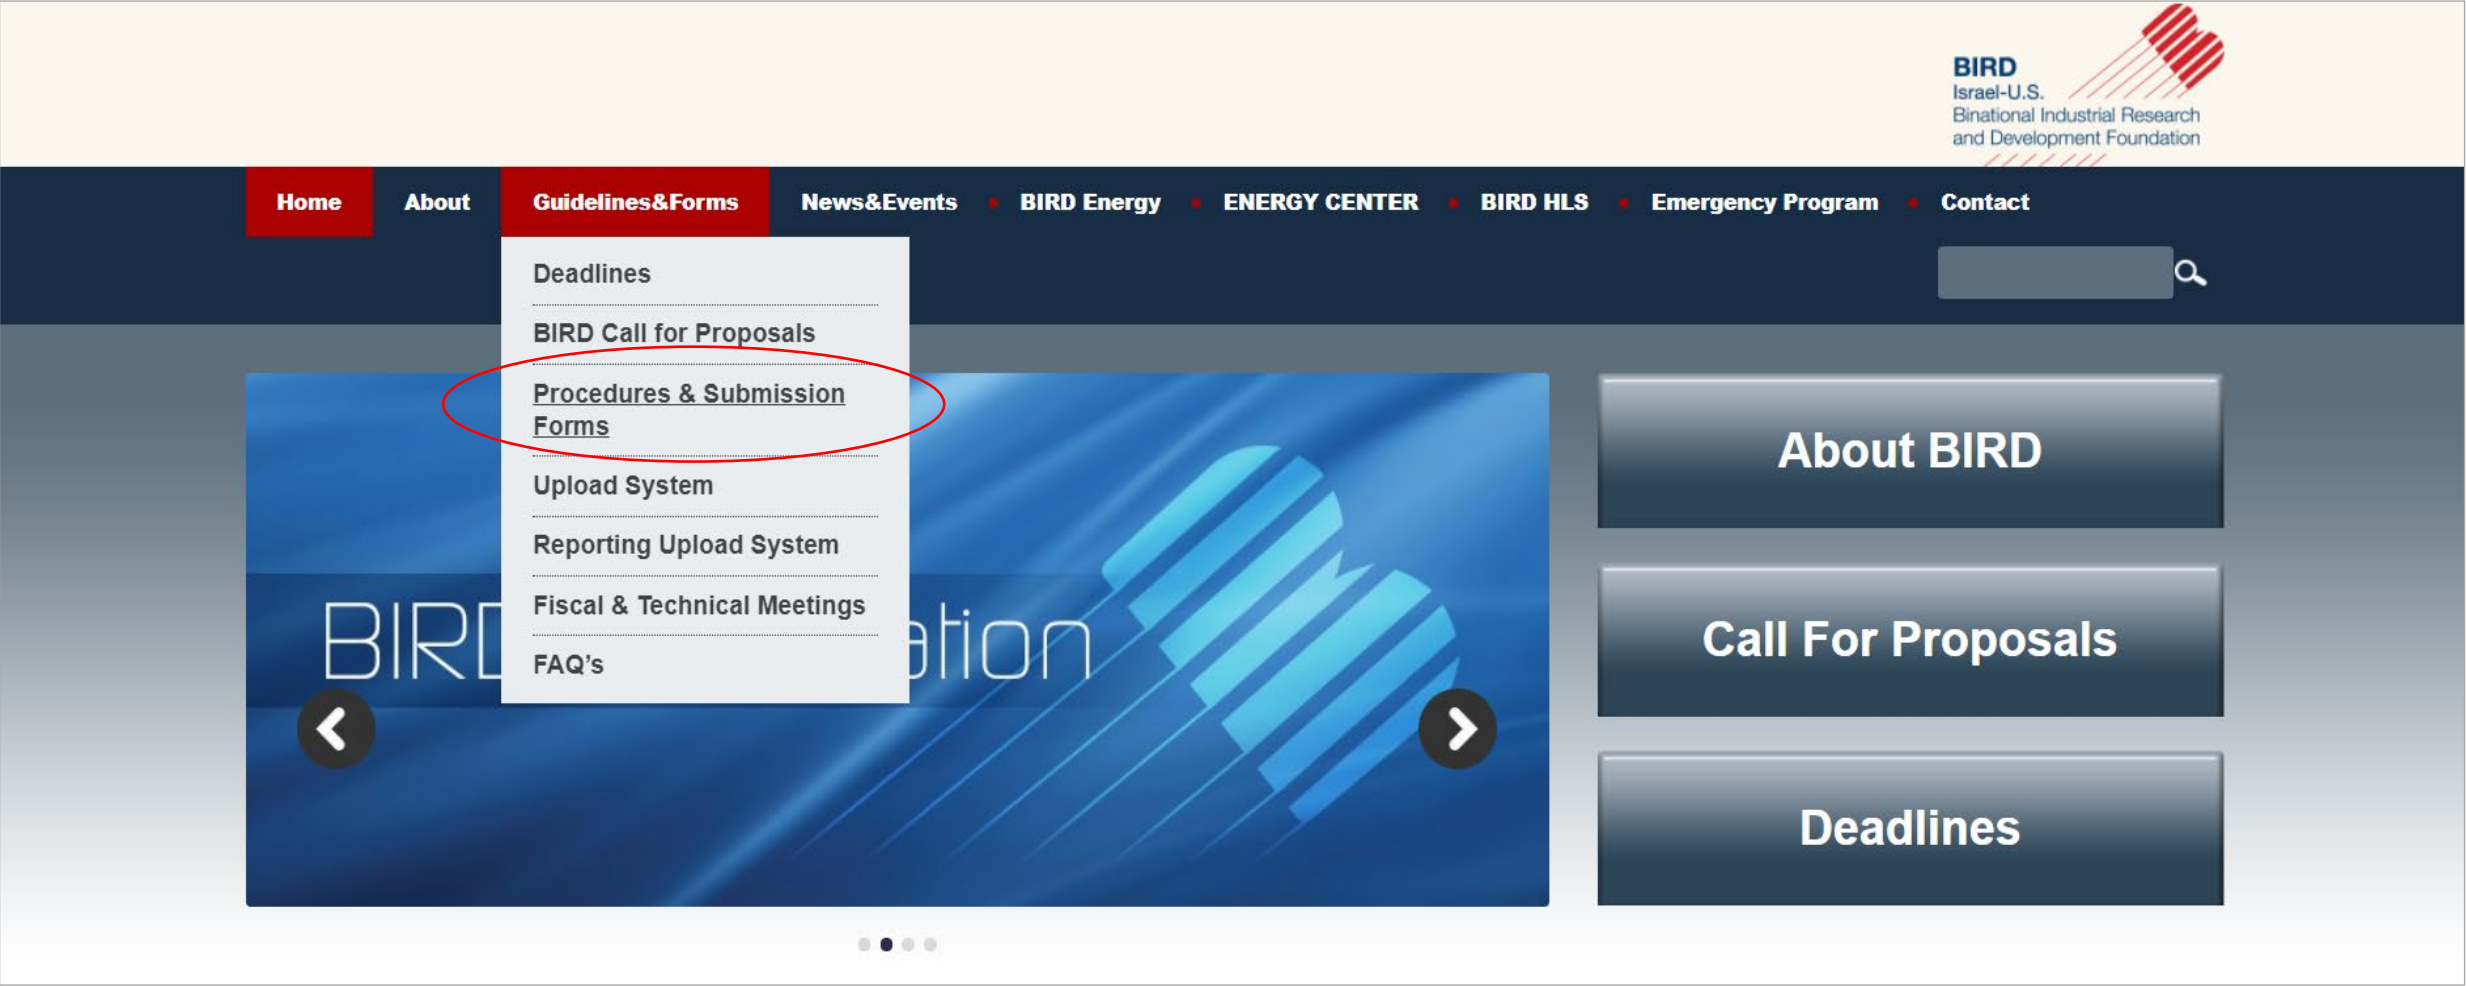 BIRD
Israel-U.S.
Binational Industrial Research
and Development Foundation
Home About Guidelines&Forms News&Events BIRD Energy ENERGY CENTER BIRD HLS Emergency Program Contact
Deadlines
BIRD Call for Proposals
Procedures & Submission
Forms
Upload System
Reporting Upload System
Fiscal & Technical Meetings
FAQ's
BIRD
ation
About BIRD
Call For Proposals
Deadlines